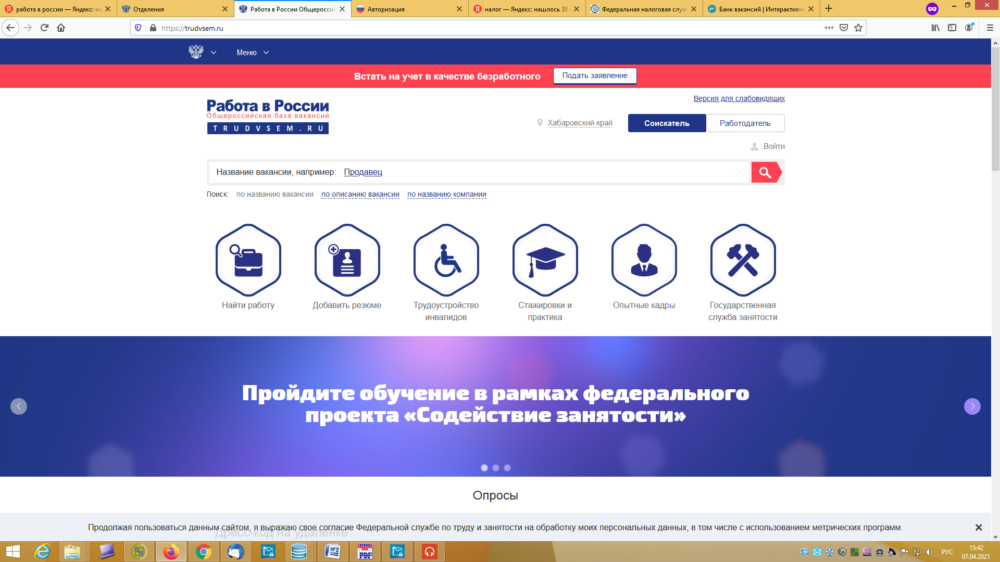 работа в россии — Яндекс: на
Отделения
Работа в России Общероссий
Авторизация
налог — Яндекс: нашлось 38
Федеральная налоговая служ
Банк вакансий | Интерактивн
https://trudvsem.ru
Меню
Встать на учет в качестве безработного
Подать заявление
Версия для слабовидящих
Работа в России
Общероссийская база вакансий
TRUDVSEM.RU
Хабаровский край
Соискатель
Работодатель
Войти
Название вакансии, например: Продавец
Поиск: по названию вакансии по описанию вакансии по названию компании
Найти работу
Добавить резюме
Трудоустройство
инвалидов
Стажировки и
практика
Опытные кадры
Государственная
служба занятости
Пройдите обучение в рамках федерального
проекта «Содействие занятости»
Опросы
Продолжая пользоваться данным сайтом, я выражаю свое согласие Федеральной службе по труду и занятости на обработку моих персональных данных, в том числе с использованием метрических программ.
Дресс-код на удаленке
РУС
15:42
07.04.2021